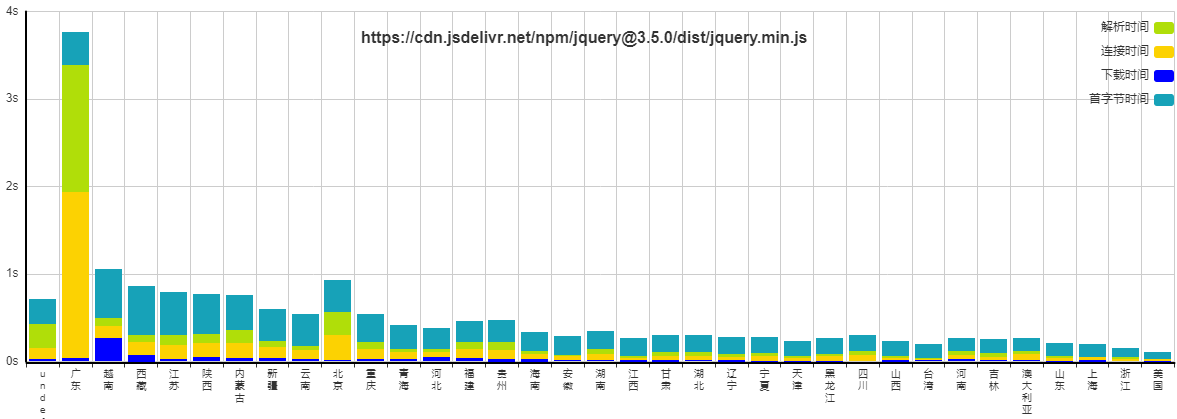 https://cdn.jsdelivr.net/npm/jquery@3.5.0/dist/jquery.min.js
解析时间
连接时间
下载时间
首字节时间
4s
3s
2s
1s
0s
undef
广东
越南
西藏
江苏
陕西
内蒙古
新疆
云南
北京
重庆
青海
河北
福建
贵州
海南
安徽
湖南
江西
甘肃
湖北
辽宁
宁夏
天津
黑龙江
四川
山西
台湾
河南
吉林
澳大利亚
山东
上海
浙江
美国